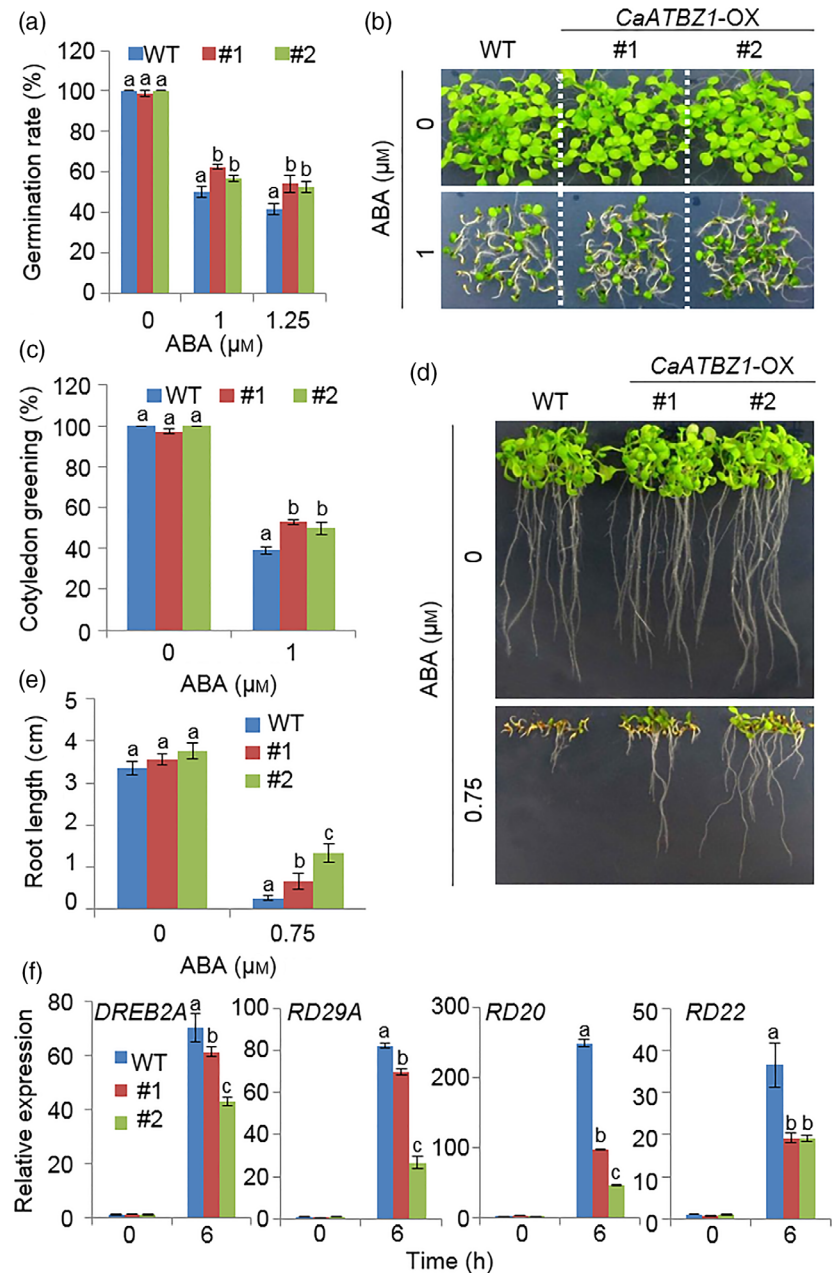 (a)
Germination rate (%)
120
100
80
60
40
20
0
WT #1 #2
a a a
a b b
a b b
0 1 1.25
ABA (µM)
(b)
CaATBZ1-OX
WT #1 #2
ABA (µM)
0
1
(c)
Cotyledon greening (%)
120
100
80
60
40
20
0
WT #1 #2
a a a
a b b
0 1
ABA (µM)
(d)
CaATBZ1-OX
WT #1 #2
ABA (µM)
0
0.75
(e)
Root length (cm)
5
4
3
2
1
0
WT
#1
#2
a a a
a b c
0 0.75
ABA (µM)
(f)
Relative expression
80
60
40
20
0
DREB2A
WT
#1
#2
a b c
0 6
100
80
60
40
20
0
RD29A
a b c
0 6
300
200
100
0
RD20
a b c
0 6
50
40
30
20
10
0
RD22
a b b
0 6
Time (h)